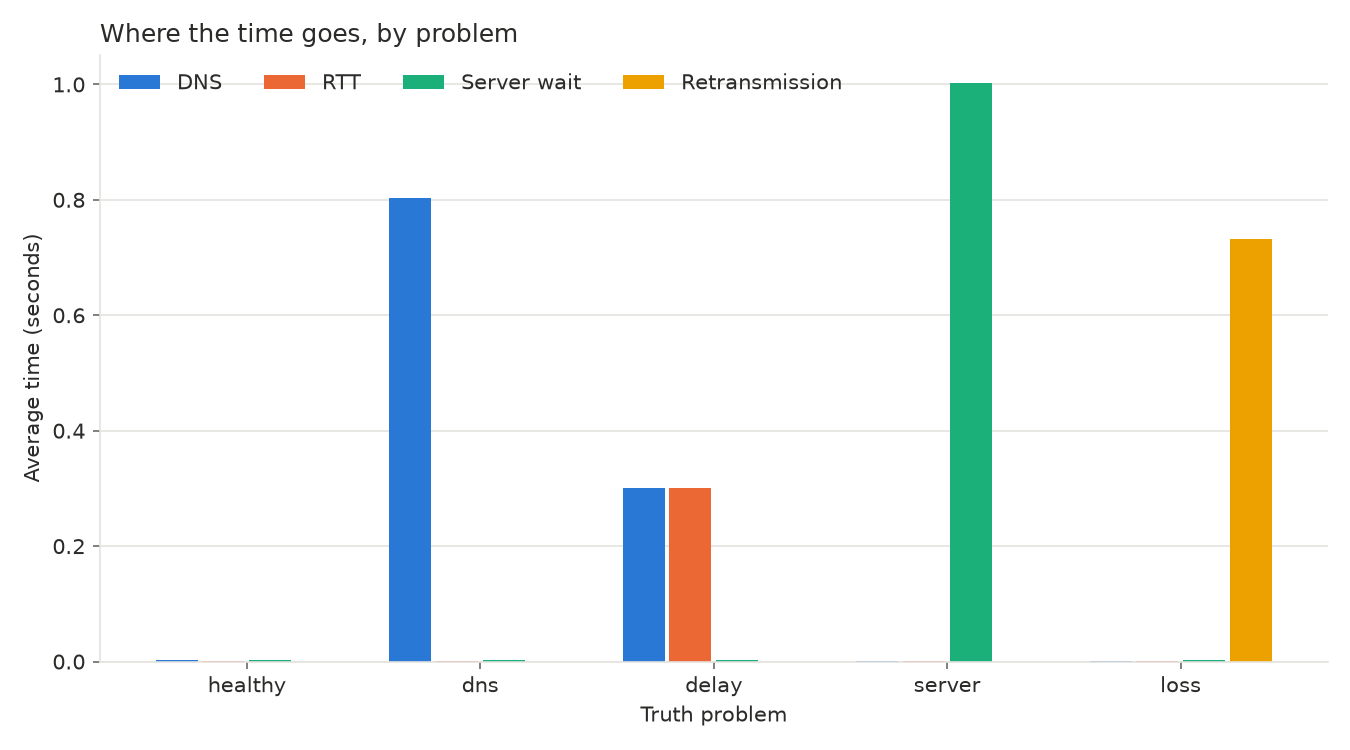 Where the time goes, by problem
DNS RTT Server wait Retransmission
1.0
0.8
0.6
0.4
0.2
0.0
Average time (seconds)
healthy dns delay server loss
Truth problem